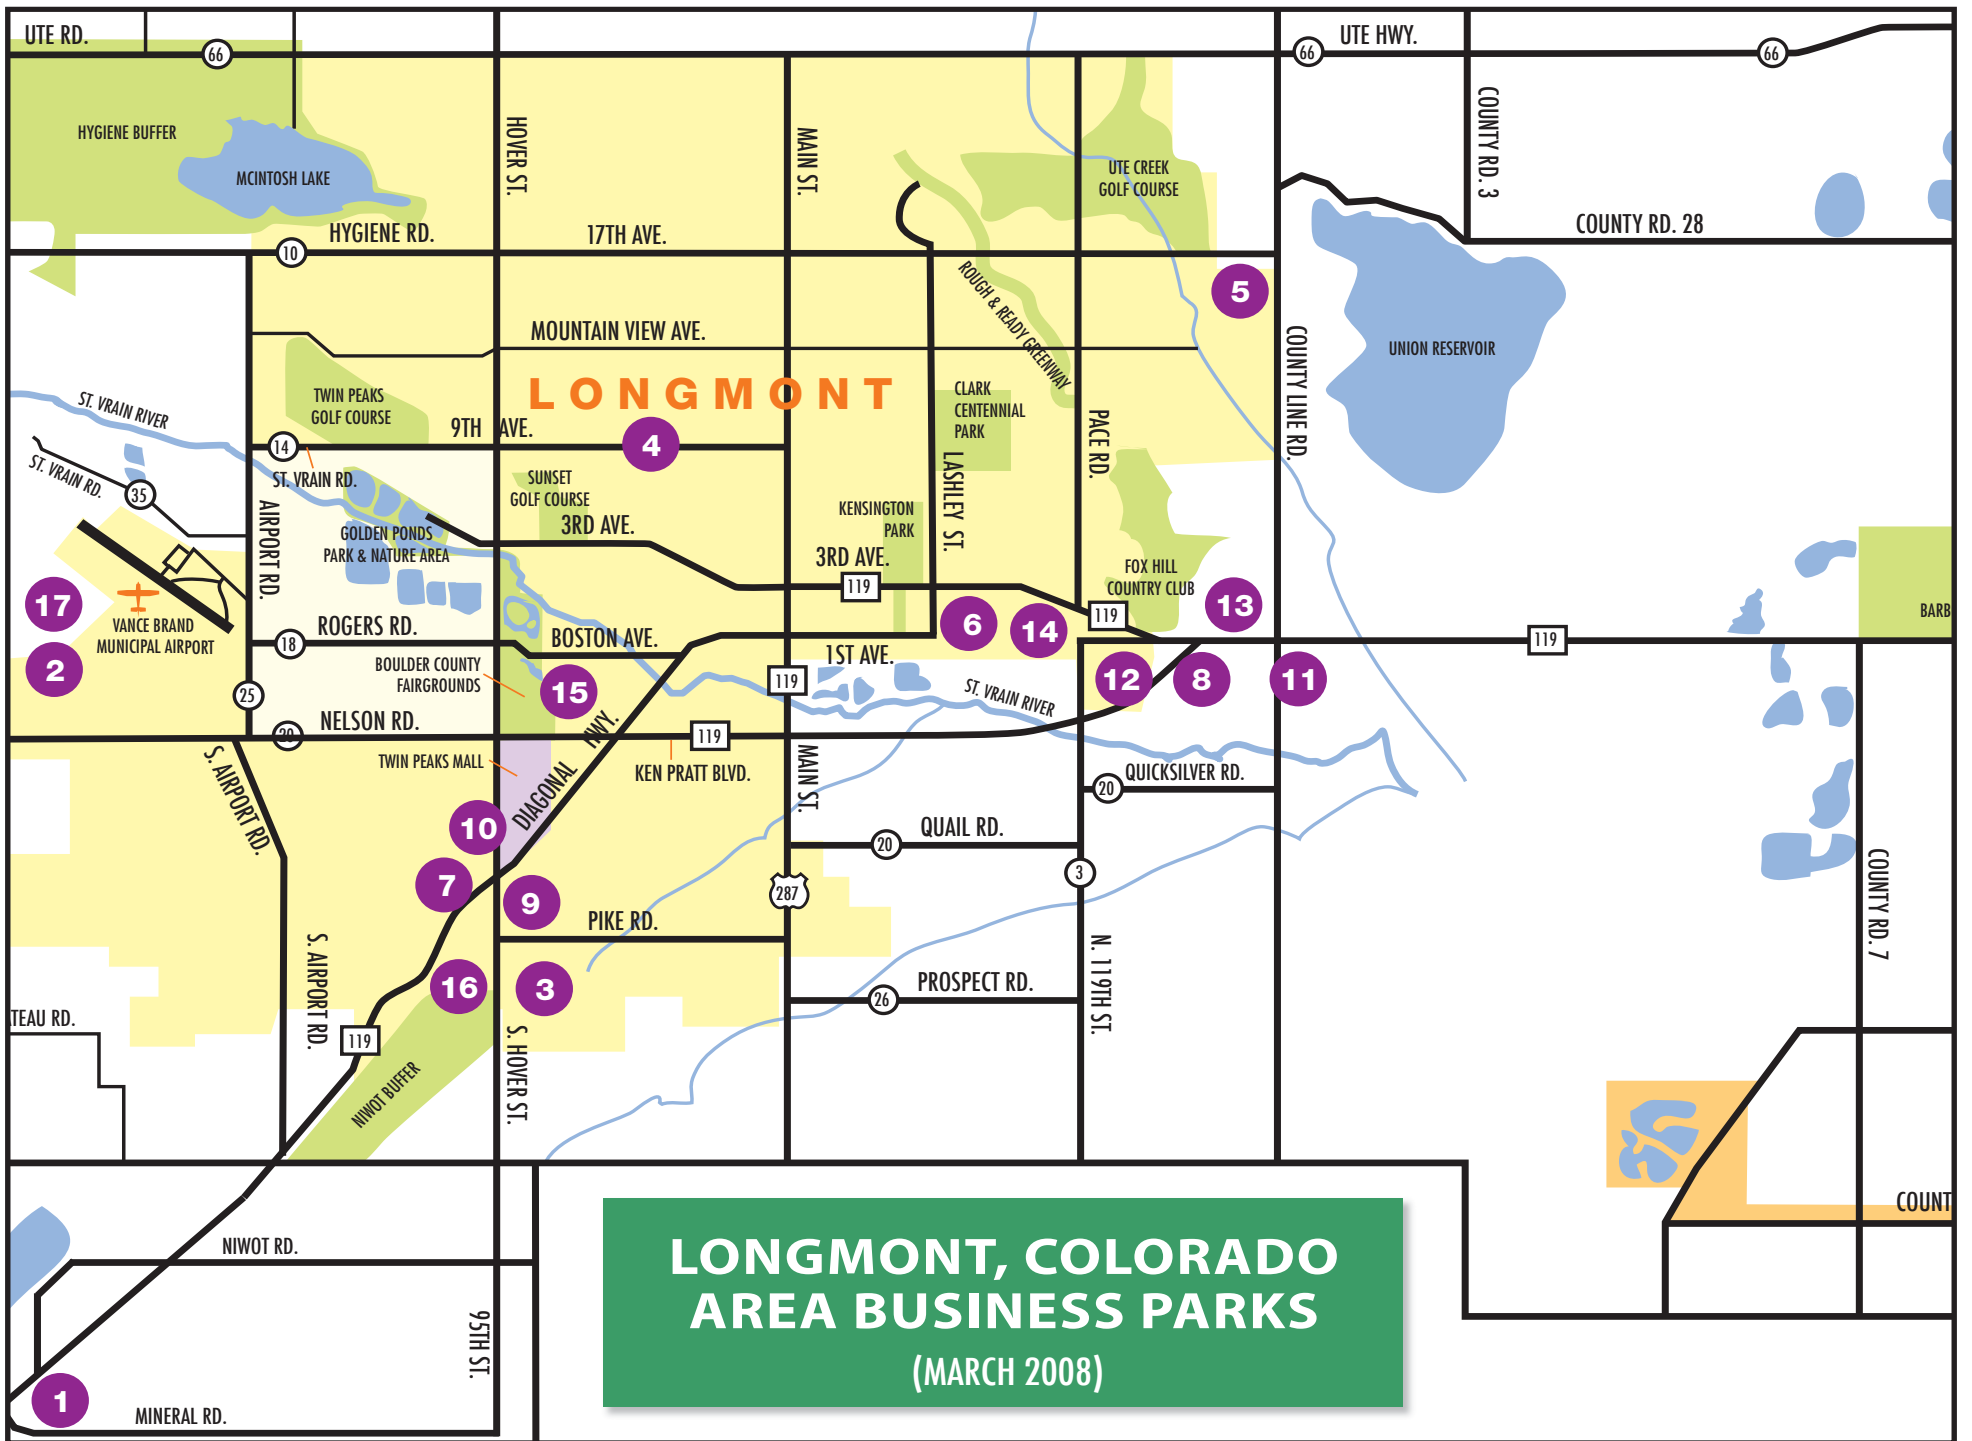 UTE RD.
66
UTE HWY.
66
66
HYGIENE BUFFER
MCINTOSH LAKE
HOVER ST.
MAIN ST.
UTE CREEK
GOLF COURSE
COUNTY RD. 3
COUNTY RD. 28
HYGIENE RD.
10
17TH AVE.
ROUGH & READY GREENWAY
5
MOUNTAIN VIEW AVE.
COUNTY LINE RD.
UNION RESERVOIR
LONGMONT
TWIN PEAKS
GOLF COURSE
ST. VRAIN RIVER
CLARK
CENTENNIAL
PARK
PACE RD.
9TH AVE.
14
4
ST. VRAIN RD.
ST. VRAIN RD.
35
SUNSET
GOLF COURSE
LASHLEY ST.
KENSINGTON
PARK
AIRPORT RD.
GOLDEN PONDS
PARK & NATURE AREA
3RD AVE.
3RD AVE.
119
FOX HILL
COUNTRY CLUB
119
17
VANCE BRAND
MUNICIPAL AIRPORT
2
ROGERS RD.
18
BOSTON AVE.
6
14
13
BARB
119
BOULDER COUNTY
FAIRGROUNDS
15
1ST AVE.
119
ST. VRAIN RIVER
12
8
11
25
NELSON RD.
20
119
KEN PRATT BLVD.
TWIN PEAKS MALL
DIAGONAL HWY.
S. AIRPORT RD.
MAIN ST.
QUICKSILVER RD.
20
10
QUAIL RD.
20
3
7
9
287
PIKE RD.
COUNTY RD. 7
16
3
S. AIRPORT RD.
N. 119TH ST.
PROSPECT RD.
26
TEAU RD.
119
S. HOVER ST.
NIWOT BUFFER
COUNT
NIWOT RD.
95TH ST.
1
MINERAL RD.
LONGMONT, COLORADO
AREA BUSINESS PARKS
(MARCH 2008)